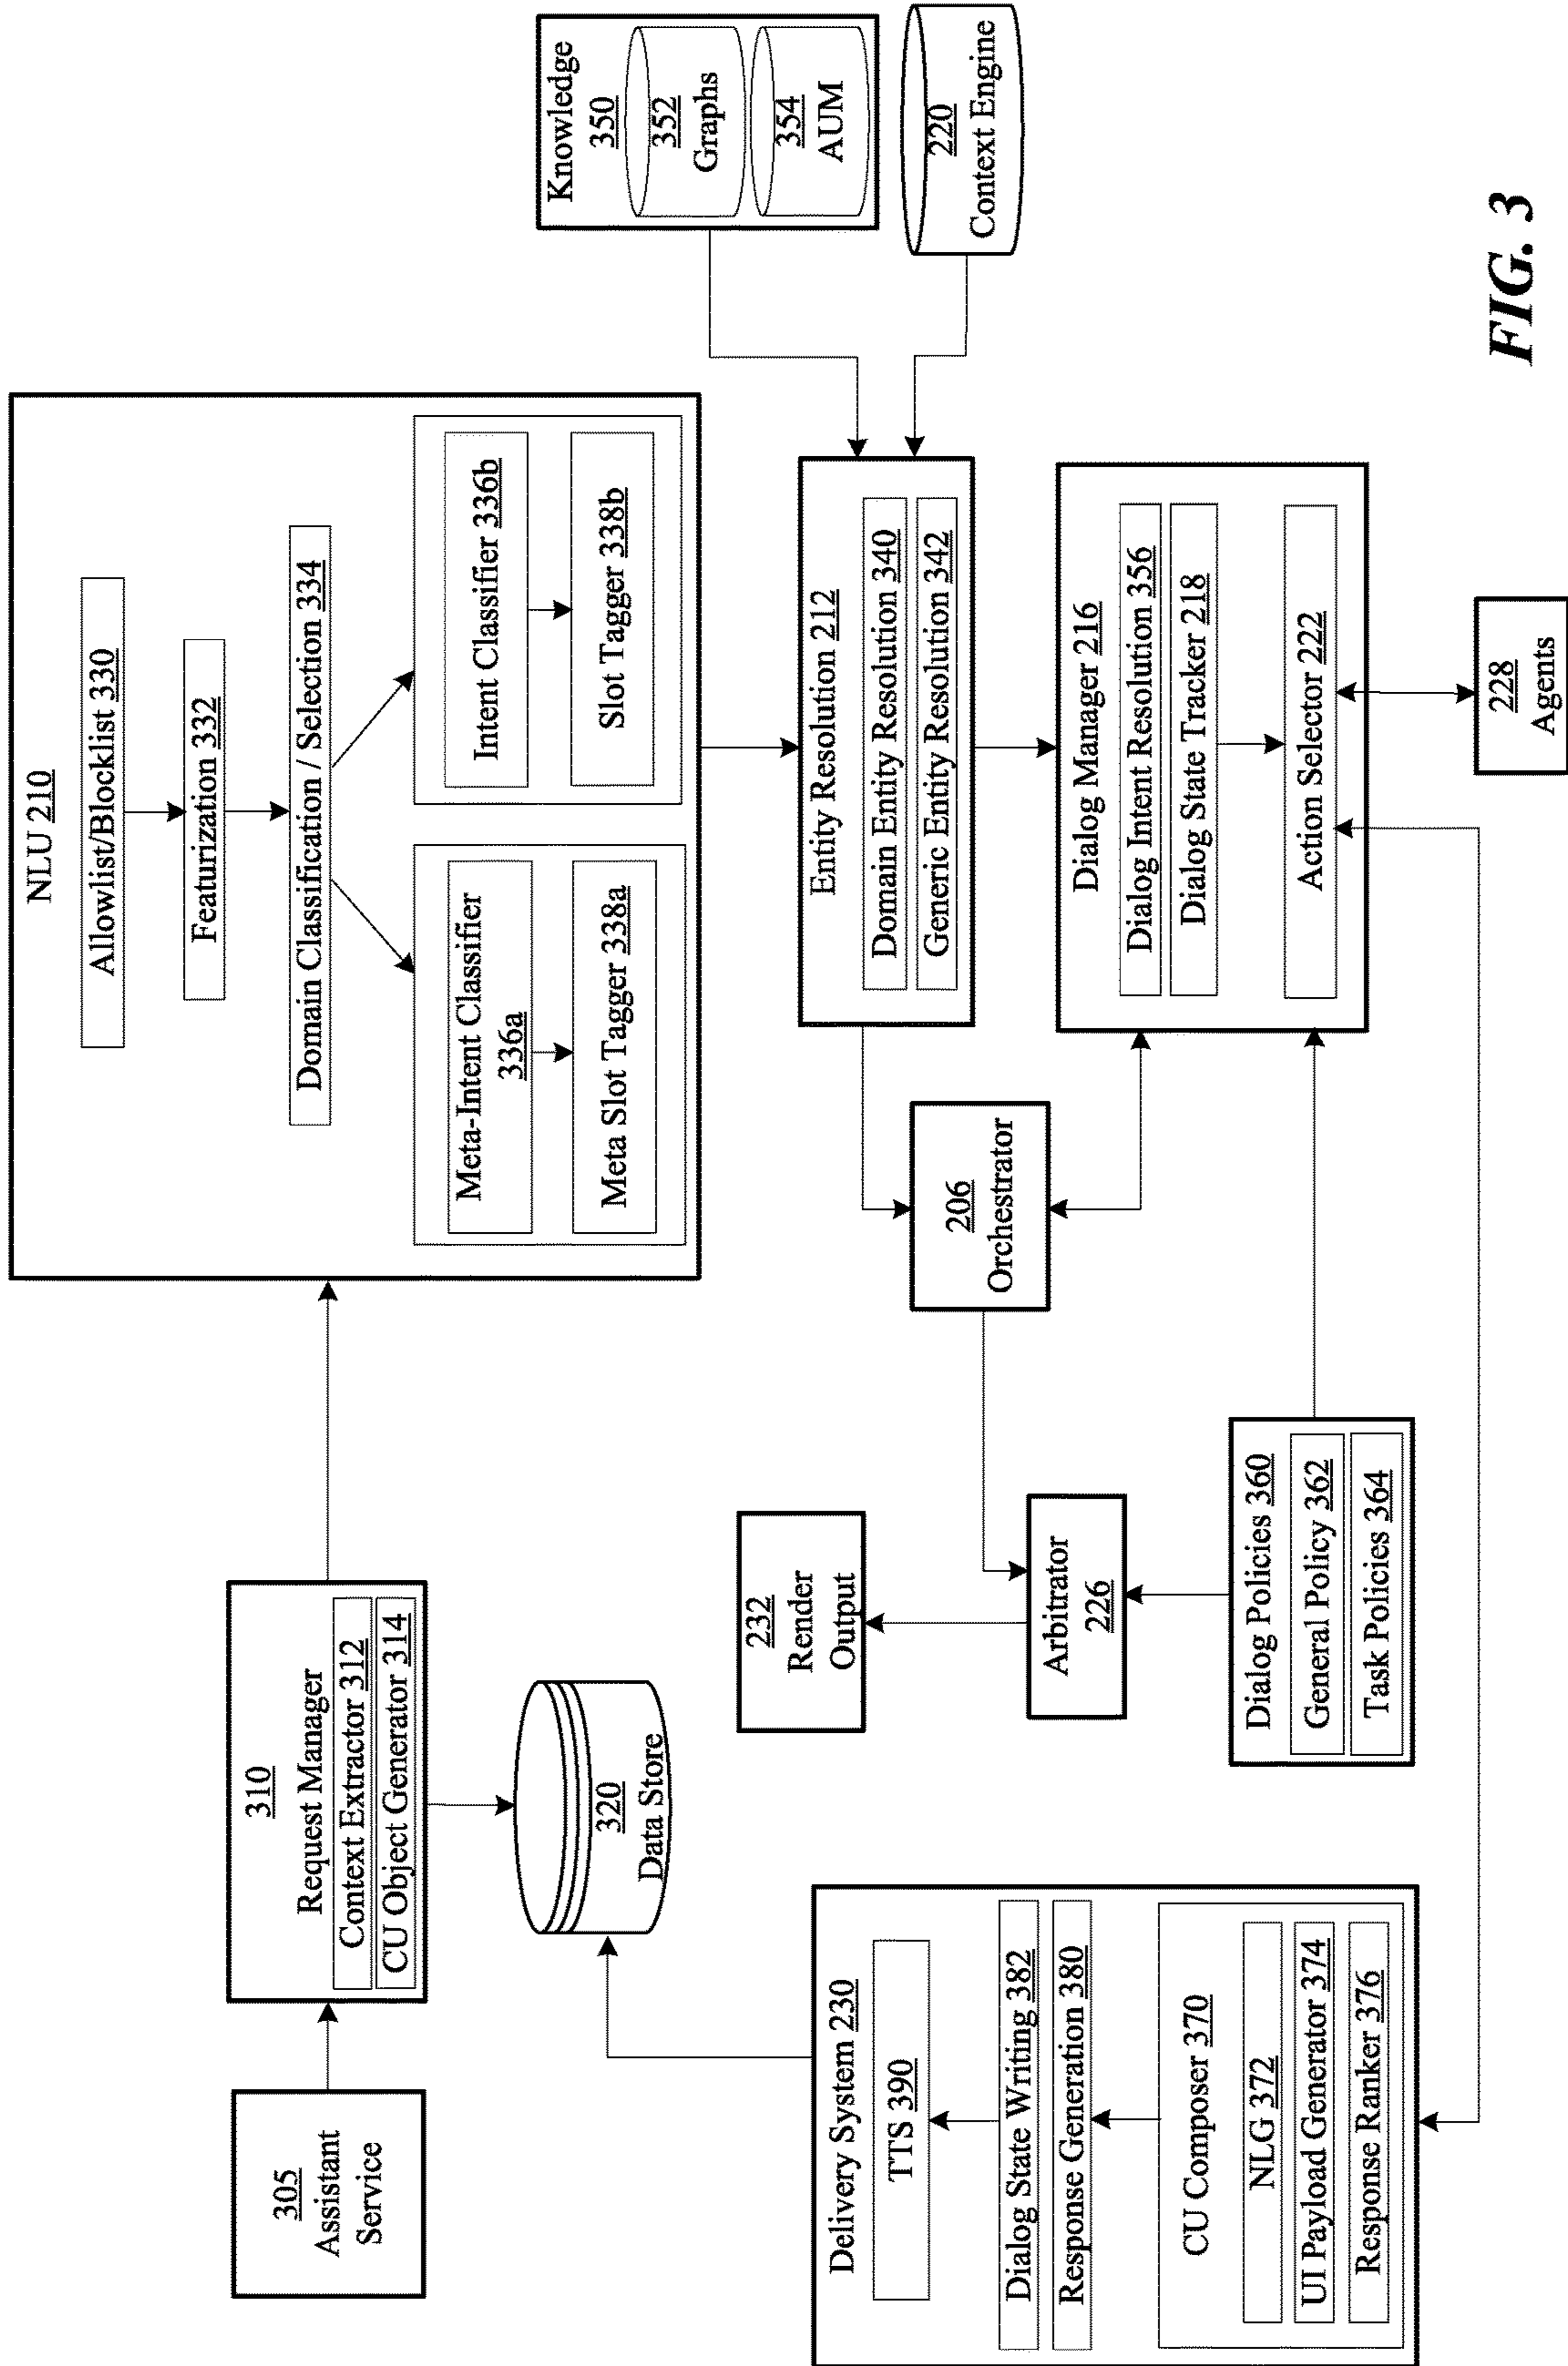 305
Assistant
Service
310
Request Manager
Context Extractor 312
CU Object Generator 314
320
Data Store
NLU 210
Allowlist/Blocklist 330
Featurization 332
Domain Classification / Selection 334
Meta-Intent Classifier
336a
Meta Slot Tagger 338a
Intent Classifier 336b
Slot Tagger 338b
Knowledge
350
352
Graphs
354
AUM
220
Context Engine
Entity Resolution 212
Domain Entity Resolution 340
Generic Entity Resolution 342
Dialog Manager 216
Dialog Intent Resolution 356
Dialog State Tracker 218
Action Selector 222
228
Agents
206
Orchestrator
232
Render
Output
Arbitrator
226
Dialog Policies 360
General Policy 362
Task Policies 364
Delivery System 230
TTS 390
Dialog State Writing 382
Response Generation 380
CU Composer 370
NLG 372
UI Payload Generator 374
Response Ranker 376
FIG. 3